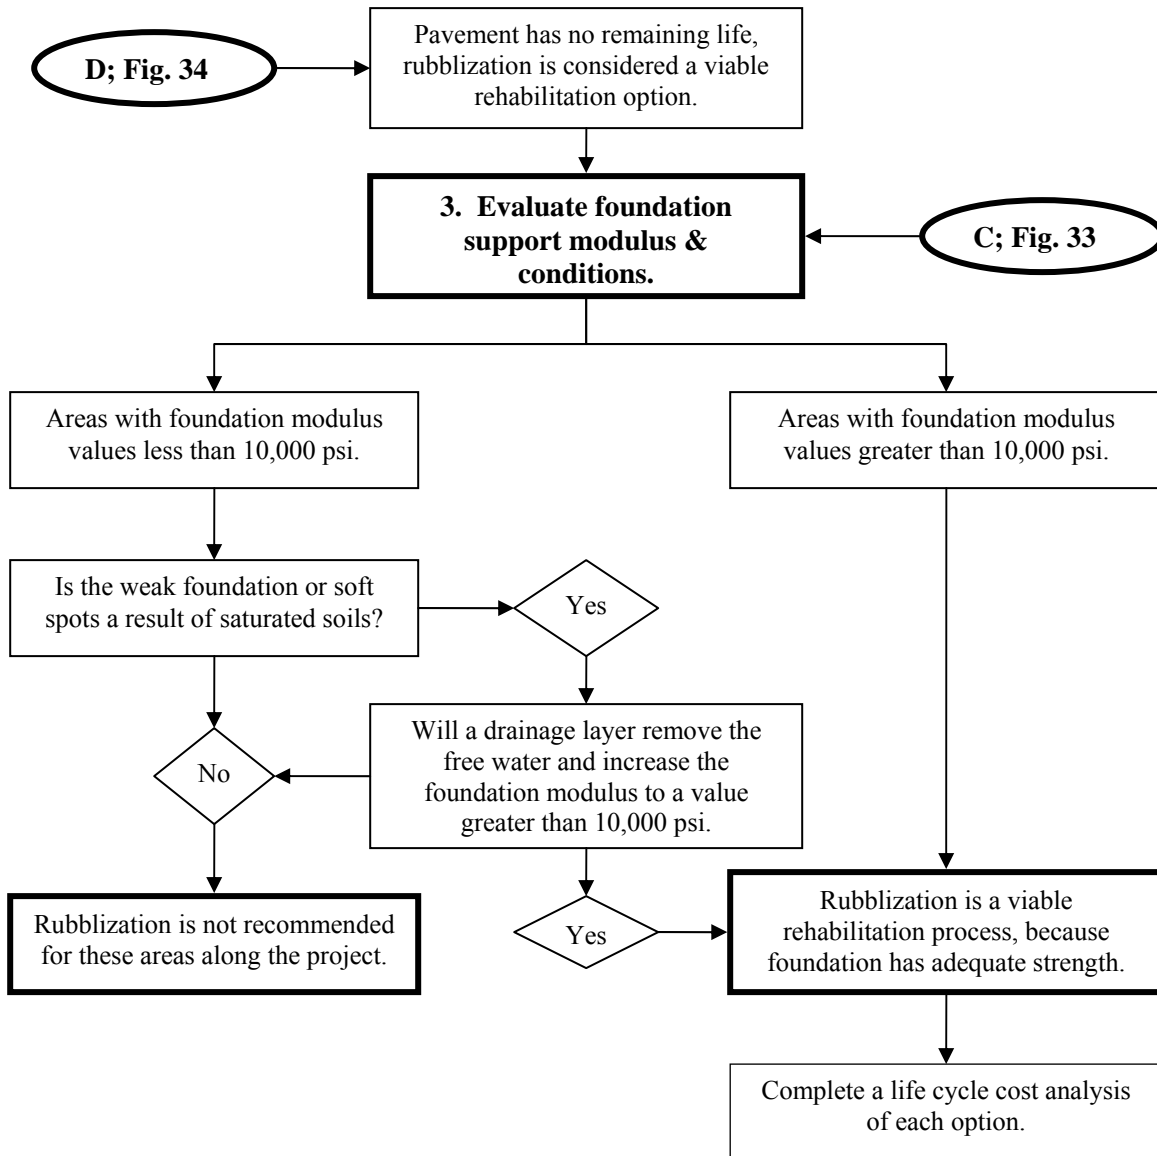 D; Fig. 34
Pavement has no remaining life,
rubblization is considered a viable
rehabilitation option.
3. Evaluate foundation
support modulus &
conditions.
C; Fig. 33
Areas with foundation modulus
values less than 10,000 psi.
Areas with foundation modulus
values greater than 10,000 psi.
Is the weak foundation or soft
spots a result of saturated soils?
Yes
Will a drainage layer remove the
free water and increase the
foundation modulus to a value
greater than 10,000 psi.
No
Rubblization is not recommended
for these areas along the project.
Yes
Rubblization is a viable
rehabilitation process, because
foundation has adequate strength.
Complete a life cycle cost analysis
of each option.